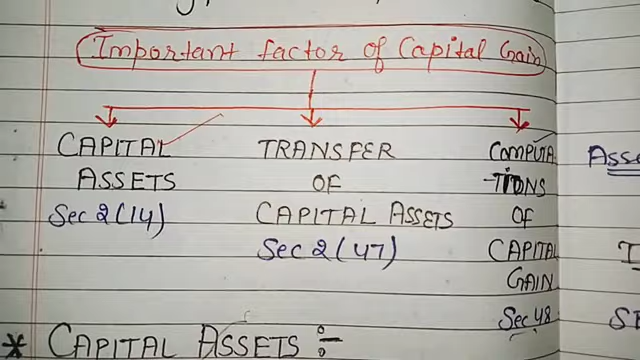 Important factor of Capital Gain
CAPITAL
ASSETS
Sec 2(14)
TRANSFER
OF
CAPITAL ASSETS
Sec 2(47)
COMPUTA
-TIONS
OF
CAPITAL
GAIN
Sec 48
* CAPITAL ASSETS ÷